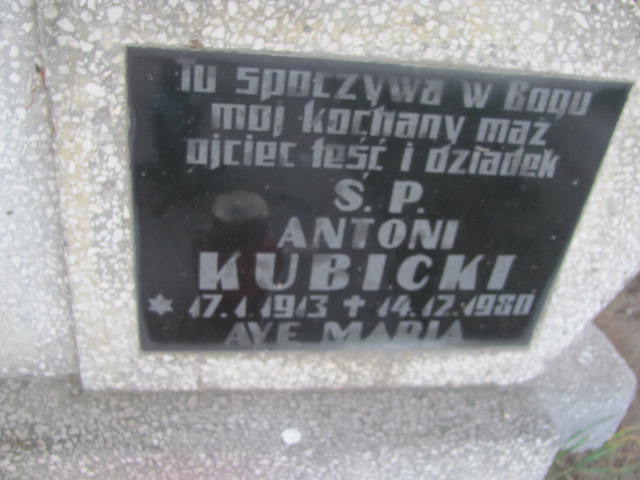 Tu spoczywa w Bogu
mój kochany mąż
ojciec teść i dziadek
Ś. P.
ANTONI
KUBICKI
* 17.1.1913 ✝ 14.12.1980
AVE MARIA